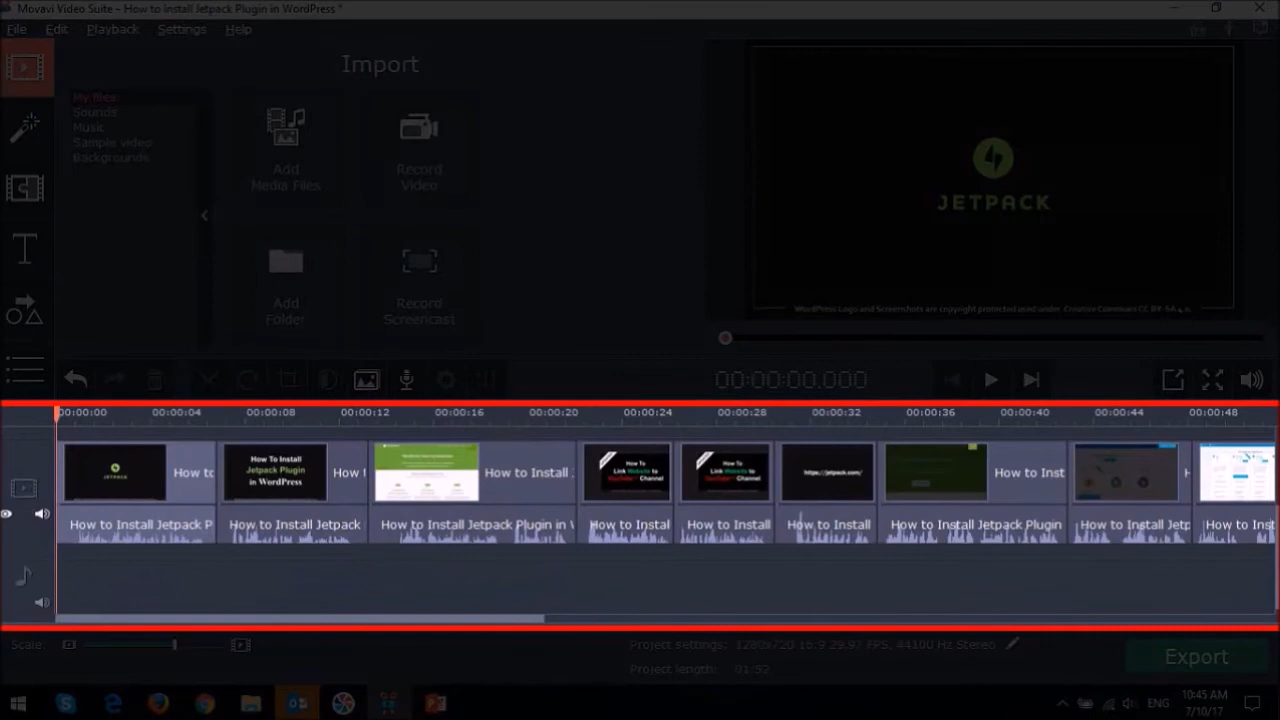 Movavi Video Suite – How to Install Jetpack Plugin in WordPress *
File Edit Playback Settings Help
Import
My files
Sounds
Music
Sample video
Backgrounds
Add
Media Files
Record
Video
Add
Folder
Record
Screencast
JETPACK
WordPress Logo and Screenshots are copyright protected used under Creative Commons CC BY SA 4.0
00:00:00.000
00:00:00 00:00:04 00:00:08 00:00:12 00:00:16 00:00:20 00:00:24 00:00:28 00:00:32 00:00:36 00:00:40 00:00:44 00:00:48
JETPACK
How to
How To Install
Jetpack Plugin
in WordPress
How t
How to Install
How To
Link Website to
YouTube Channel
How To
Link Website to
YouTube Channel
https://jetpack.com/
How to Inst
H
How to Install Jetpack P
How to Install Jetpack
How to Install Jetpack Plugin in
How to Instal
How to Install
How to Install
How to Install Jetpack Plugin
How to Install Jetp
How to Inst
Scale:
Project settings: 1280x720 16:9 29.97 FPS, 44100 Hz Stereo
Project length: 01:52
Export
ENG
10:45 AM
7/10/17